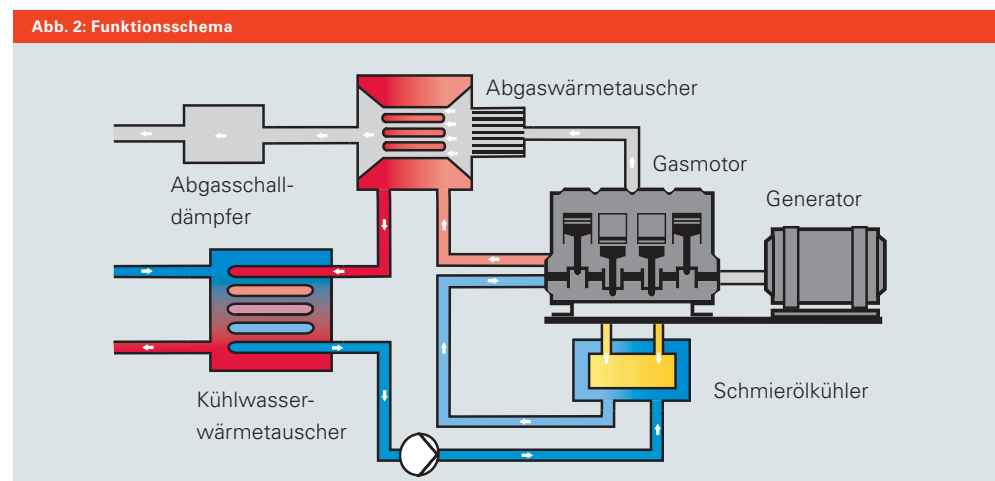 Abb. 2: Funktionsschema
Abgaswärmetauscher
Gasmotor
Generator
Abgasschall-
dämpfer
Schmierölkühler
Kühlwasser-
wärmetauscher